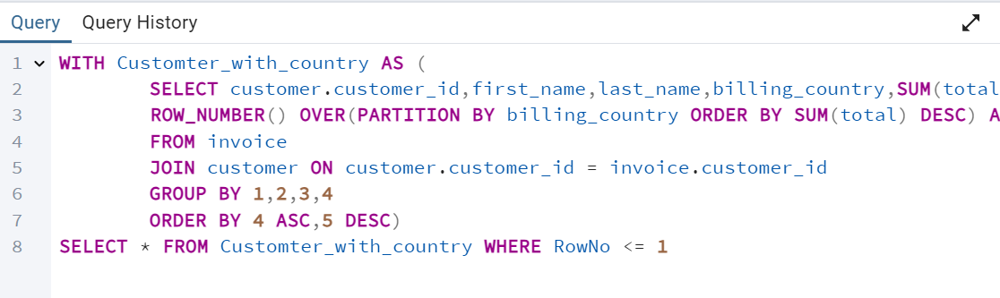 Query Query History
1 WITH Customter_with_country AS (
2 SELECT customer.customer_id,first_name,last_name,billing_country,SUM(total
3 ROW_NUMBER() OVER(PARTITION BY billing_country ORDER BY SUM(total) DESC) A
4 FROM invoice
5 JOIN customer ON customer.customer_id = invoice.customer_id
6 GROUP BY 1,2,3,4
7 ORDER BY 4 ASC,5 DESC)
8 SELECT * FROM Customter_with_country WHERE RowNo <= 1